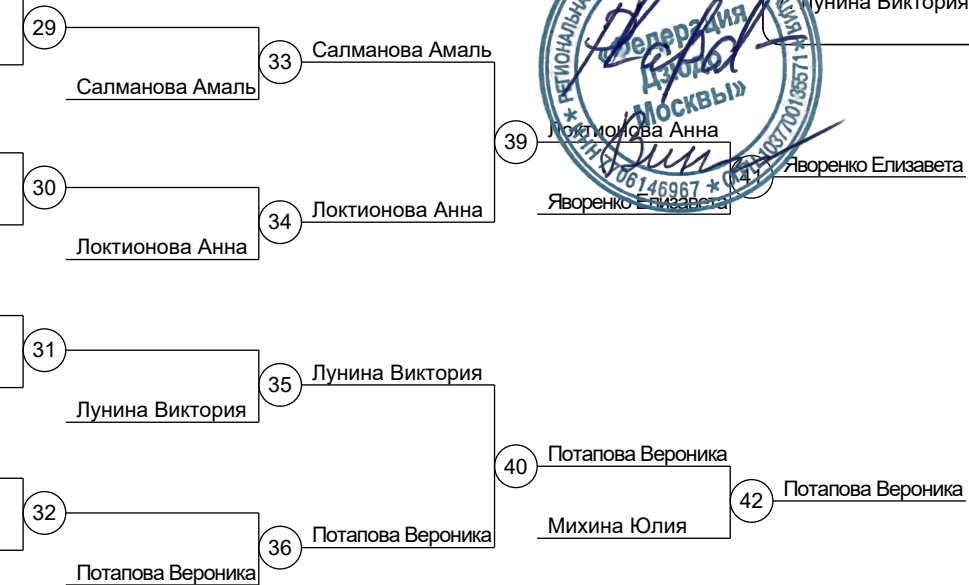 29
33
Салманова Амаль
Салманова Амаль
39
Локтионова Анна
30
34
Локтионова Анна
Локтионова Анна
41
Яворенко Елизавета
Яворенко Елизавета
Лунина Виктория
«Федерация
Дзюдо
Москвы»
31
35
Лунина Виктория
Лунина Виктория
40
Потапова Вероника
32
36
Потапова Вероника
Потапова Вероника
Михина Юлия
42
Потапова Вероника